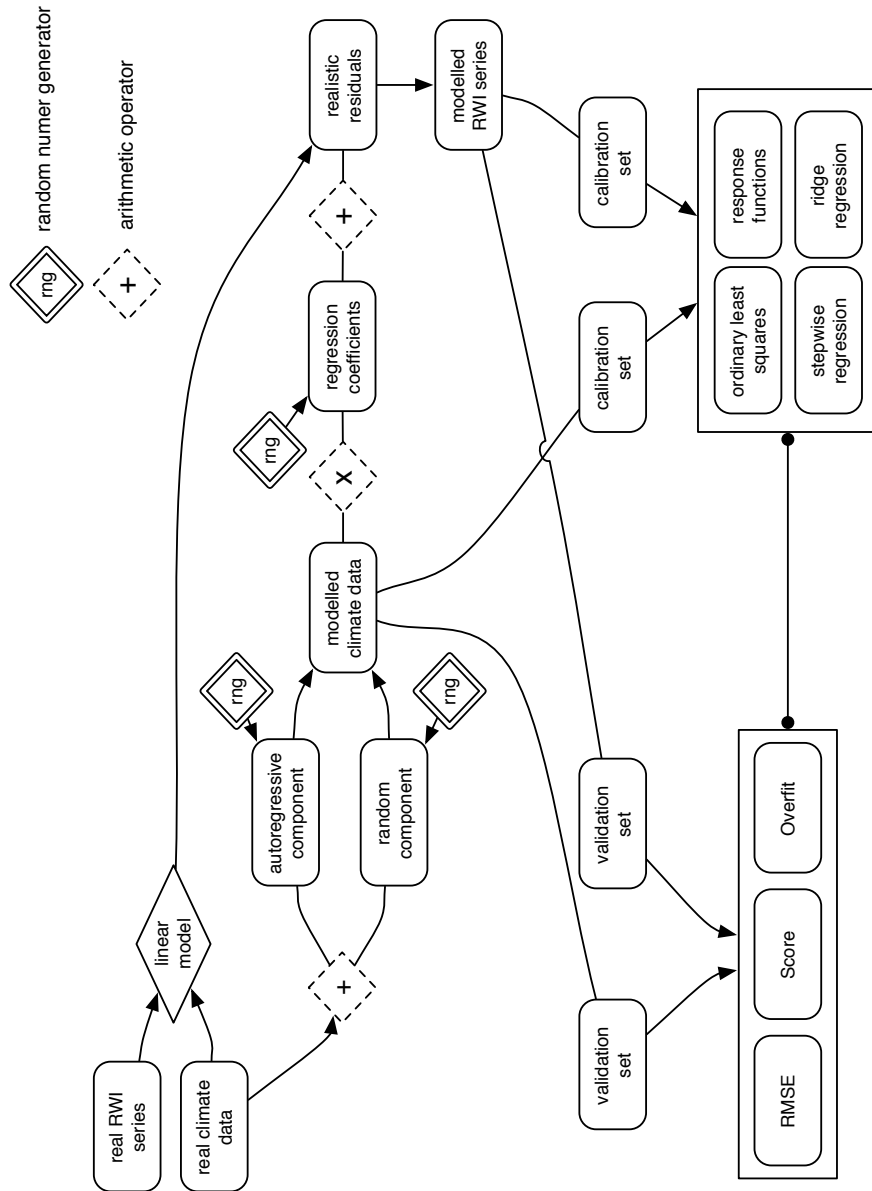 real RWI
series
real climate
data
linear
model
+
autoregressive
component
random
component
rng
rng
modelled
climate data
x
rng
regression
coefficients
+
realistic
residuals
modelled
RWI series
rng
random numer generator
+
arithmetic operator
validation
set
validation
set
calibration
set
calibration
set
RMSE
Score
Overfit
ordinary least
squares
response
functions
stepwise
regression
ridge
regression